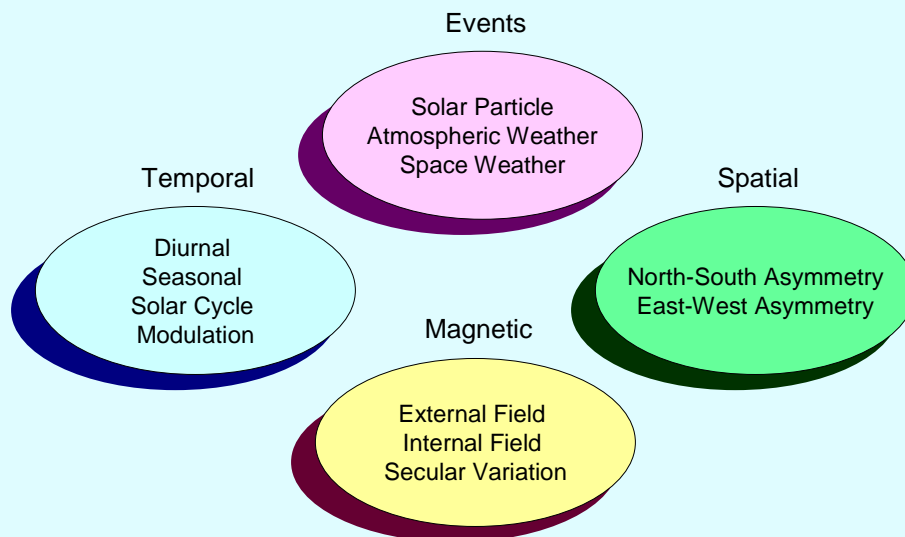 Events
Solar Particle
Atmospheric Weather
Space Weather
Temporal
Diurnal
Seasonal
Solar Cycle
Modulation
Spatial
North-South Asymmetry
East-West Asymmetry
Magnetic
External Field
Internal Field
Secular Variation